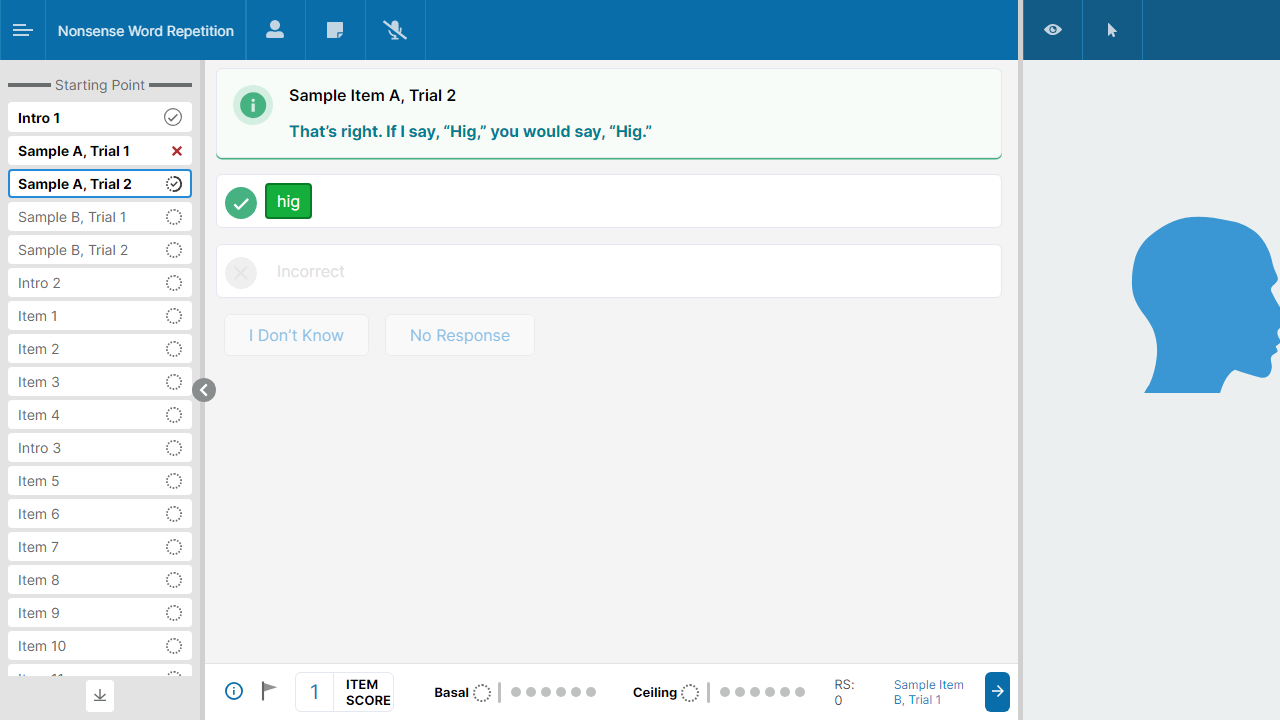 Nonsense Word Repetition
Starting Point
Intro 1
Sample A, Trial 1
Sample A, Trial 2
Sample B, Trial 1
Sample B, Trial 2
Intro 2
Item 1
Item 2
Item 3
Item 4
Intro 3
Item 5
Item 6
Item 7
Item 8
Item 9
Item 10
Sample Item A, Trial 2
That’s right. If I say, “Hig,” you would say, “Hig.”
hig
Incorrect
I Don’t Know
No Response
1
ITEM
SCORE
Basal
Ceiling
RS:
0
Sample Item
B, Trial 1